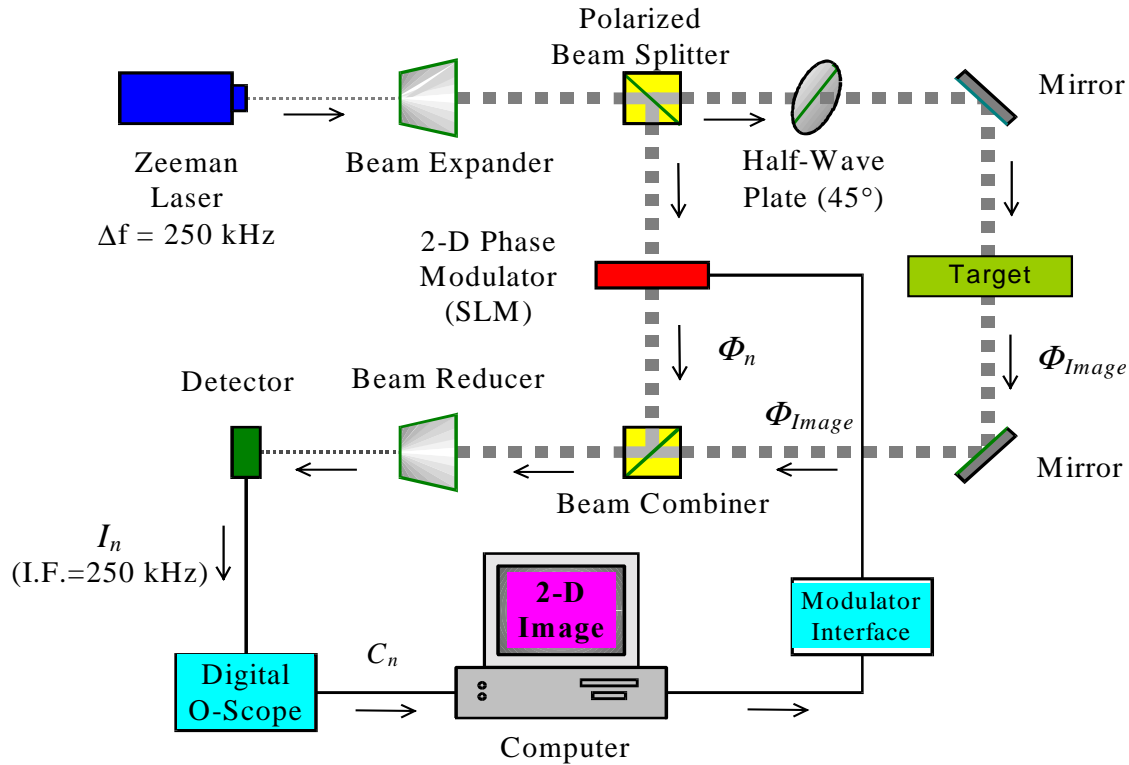 Polarized
Beam Splitter
Mirror
Zeeman
Laser
Δf = 250 kHz
Beam Expander
Half-Wave
Plate (45°)
2-D Phase
Modulator
(SLM)
Target
Φn
ΦImage
Detector
Beam Reducer
ΦImage
Mirror
Beam Combiner
In
(I.F.=250 kHz)
2-D
Image
Modulator
Interface
Cn
Digital
O-Scope
Computer